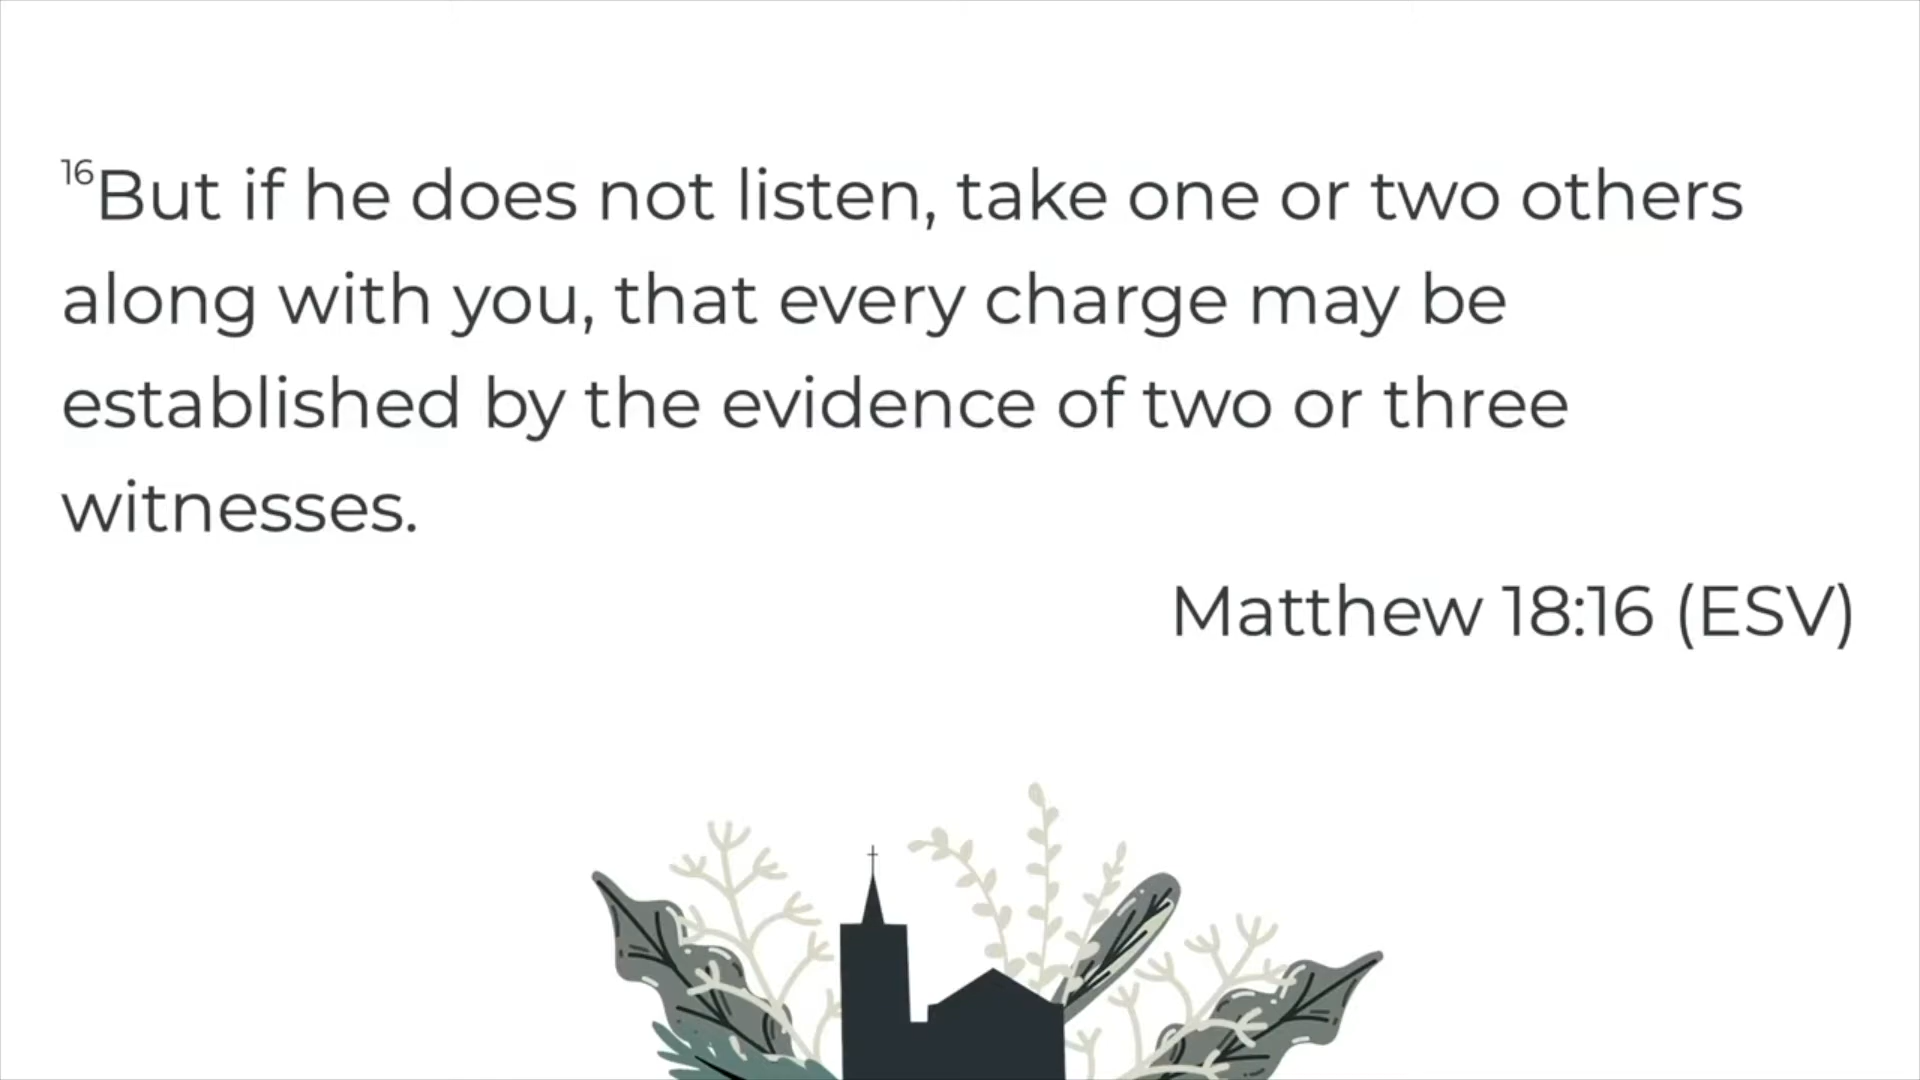 16But if he does not listen, take one or two others
along with you, that every charge may be
established by the evidence of two or three
witnesses.
Matthew 18:16 (ESV)